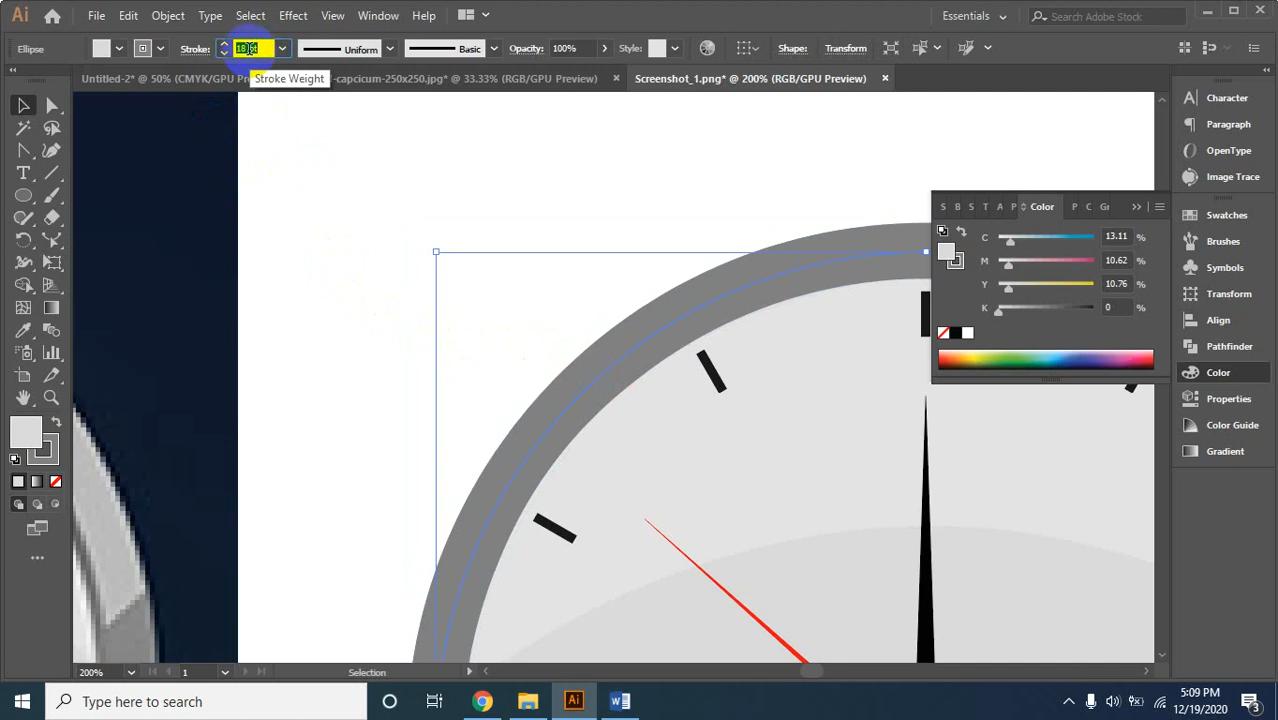 Ai File Edit Object Type Select Effect View Window Help Essentials Search Adobe Stock
Ellipse Stroke: Uniform Basic Opacity: 100% Style: Shape: Transform
Stroke Weight
Untitled-2* @ 50% (CMYK/GPU Pre -capcicum-250x250.jpg* @ 33.33% (RGB/GPU Preview) × Screenshot_1.png* @ 200% (RGB/GPU Preview) ×
Character
Paragraph
OpenType
Image Trace
S B S T A P Color P C Gr
Swatches
C 13.11 %
Brushes
M 10.62 %
Symbols
Y 10.76 %
Transform
K 0 %
Align
Pathfinder
Color
Properties
Color Guide
Gradient
200% 1 Selection
Type here to search
Ai
W
5:09 PM
12/19/2020
3